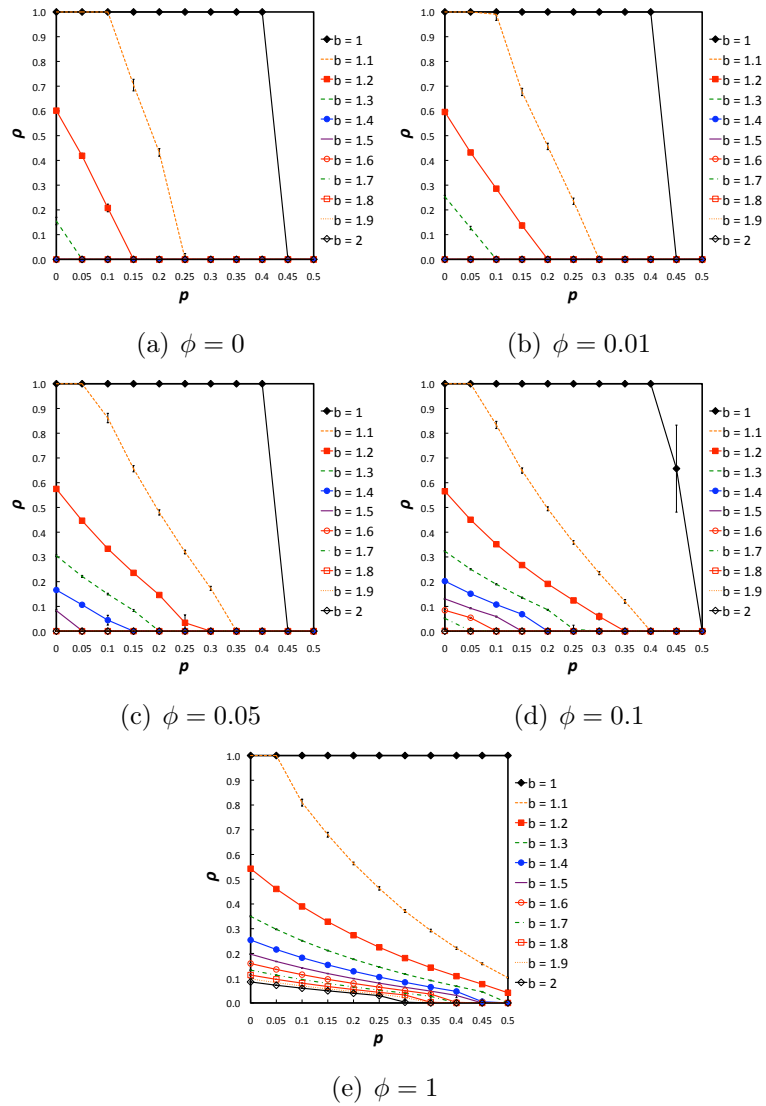 1.0
0.9
0.8
0.7
0.6
0.5
0.4
0.3
0.2
0.1
0.0
ρ
0 0.05 0.1 0.15 0.2 0.25 0.3 0.35 0.4 0.45 0.5
p
b = 1
b = 1.1
b = 1.2
b = 1.3
b = 1.4
b = 1.5
b = 1.6
b = 1.7
b = 1.8
b = 1.9
b = 2
(a) ϕ = 0
1.0
0.9
0.8
0.7
0.6
0.5
0.4
0.3
0.2
0.1
0.0
ρ
0 0.05 0.1 0.15 0.2 0.25 0.3 0.35 0.4 0.45 0.5
p
b = 1
b = 1.1
b = 1.2
b = 1.3
b = 1.4
b = 1.5
b = 1.6
b = 1.7
b = 1.8
b = 1.9
b = 2
(b) ϕ = 0.01
1.0
0.9
0.8
0.7
0.6
0.5
0.4
0.3
0.2
0.1
0.0
ρ
0 0.05 0.1 0.15 0.2 0.25 0.3 0.35 0.4 0.45 0.5
p
b = 1
b = 1.1
b = 1.2
b = 1.3
b = 1.4
b = 1.5
b = 1.6
b = 1.7
b = 1.8
b = 1.9
b = 2
(c) ϕ = 0.05
1.0
0.9
0.8
0.7
0.6
0.5
0.4
0.3
0.2
0.1
0.0
ρ
0 0.05 0.1 0.15 0.2 0.25 0.3 0.35 0.4 0.45 0.5
p
b = 1
b = 1.1
b = 1.2
b = 1.3
b = 1.4
b = 1.5
b = 1.6
b = 1.7
b = 1.8
b = 1.9
b = 2
(d) ϕ = 0.1
1.0
0.9
0.8
0.7
0.6
0.5
0.4
0.3
0.2
0.1
0.0
ρ
0 0.05 0.1 0.15 0.2 0.25 0.3 0.35 0.4 0.45 0.5
p
b = 1
b = 1.1
b = 1.2
b = 1.3
b = 1.4
b = 1.5
b = 1.6
b = 1.7
b = 1.8
b = 1.9
b = 2
(e) ϕ = 1